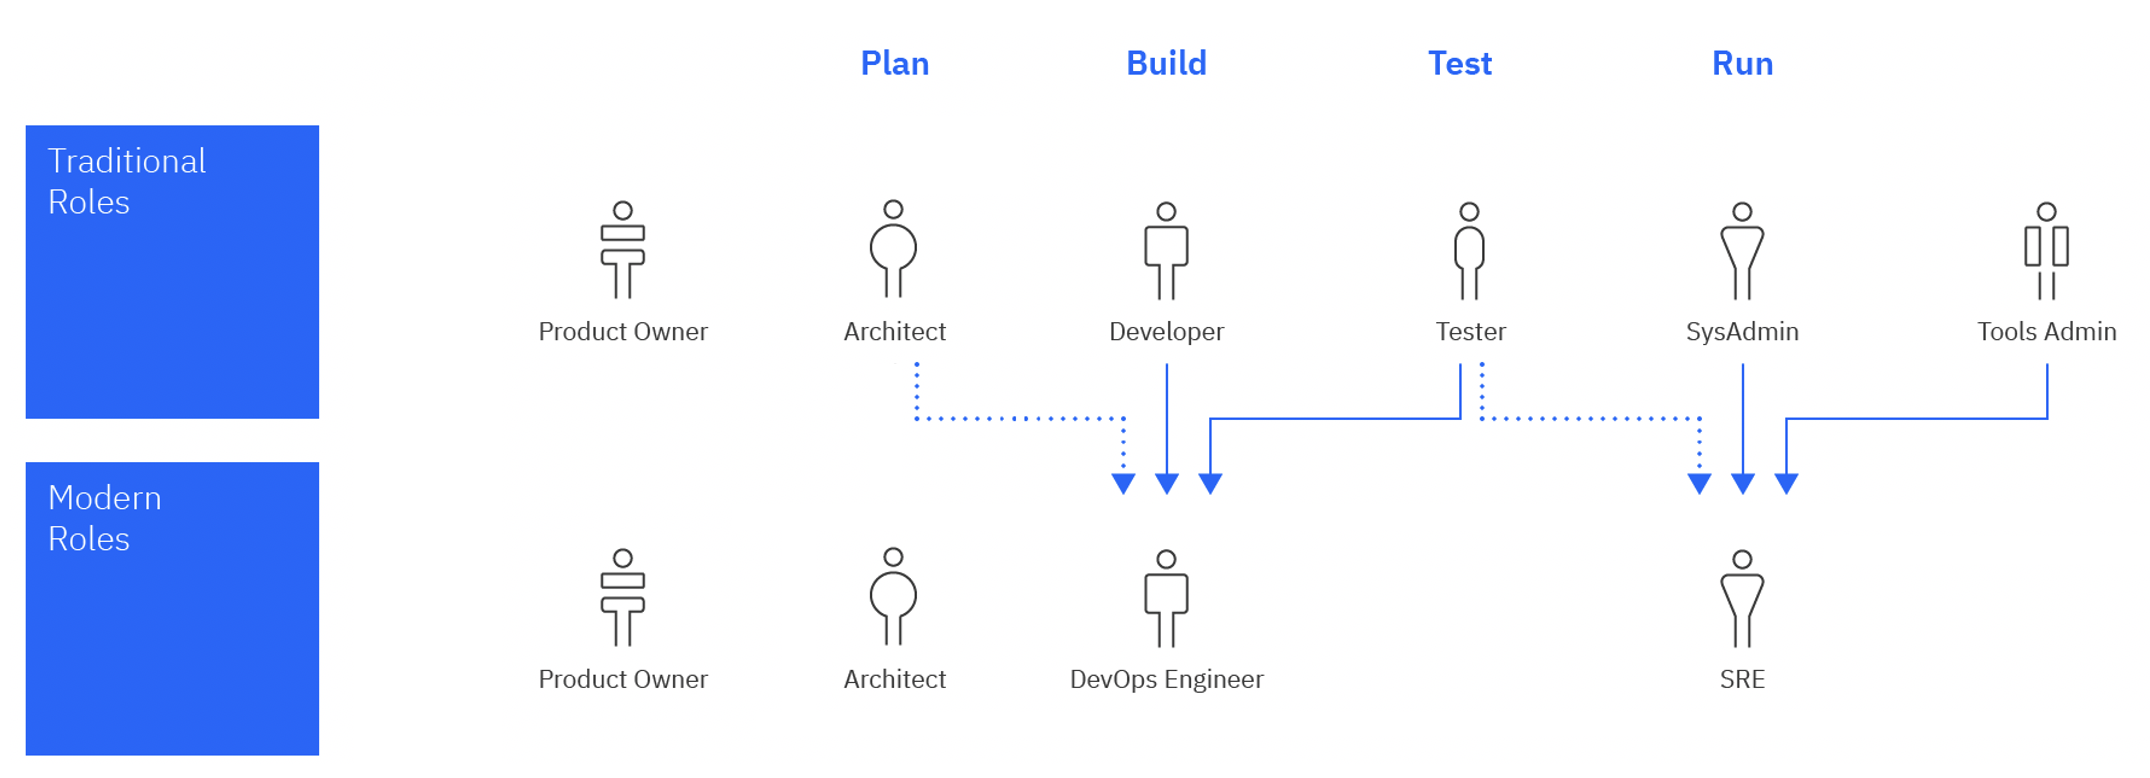 Plan
Build
Test
Run
Traditional
Roles
Product Owner
Architect
Developer
Tester
SysAdmin
Tools Admin
Modern
Roles
Product Owner
Architect
DevOps Engineer
SRE